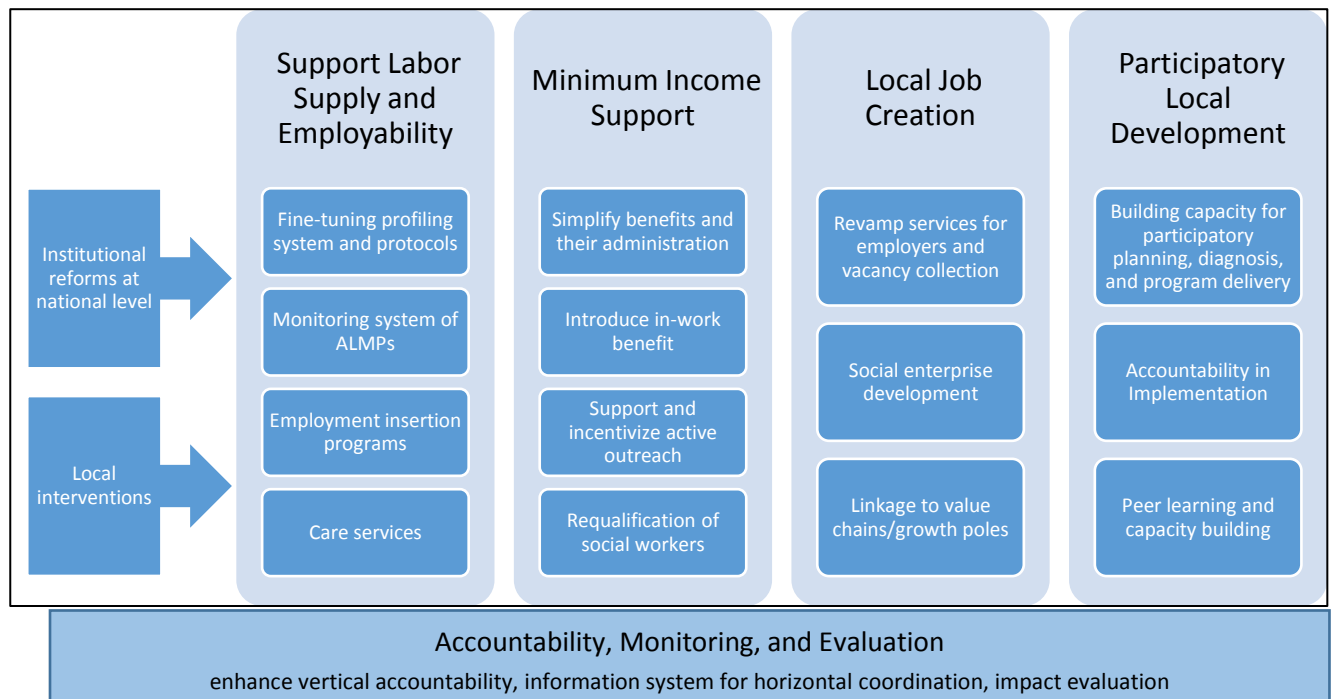 Support Labor
Supply and
Employability
Minimum Income
Support
Local Job
Creation
Participatory
Local
Development
Institutional
reforms at
national level
Local
interventions
Fine-tuning profiling
system and protocols
Monitoring system of
ALMPs
Employment insertion
programs
Care services
Simplify benefits and
their administration
Introduce in-work
benefit
Support and
incentivize active
outreach
Requalification of
social workers
Revamp services for
employers and
vacancy collection
Social enterprise
development
Linkage to value
chains/growth poles
Building capacity for
participatory
planning, diagnosis,
and program delivery
Accountability in
Implementation
Peer learning and
capacity building
Accountability, Monitoring, and Evaluation
enhance vertical accountability, information system for horizontal coordination, impact evaluation